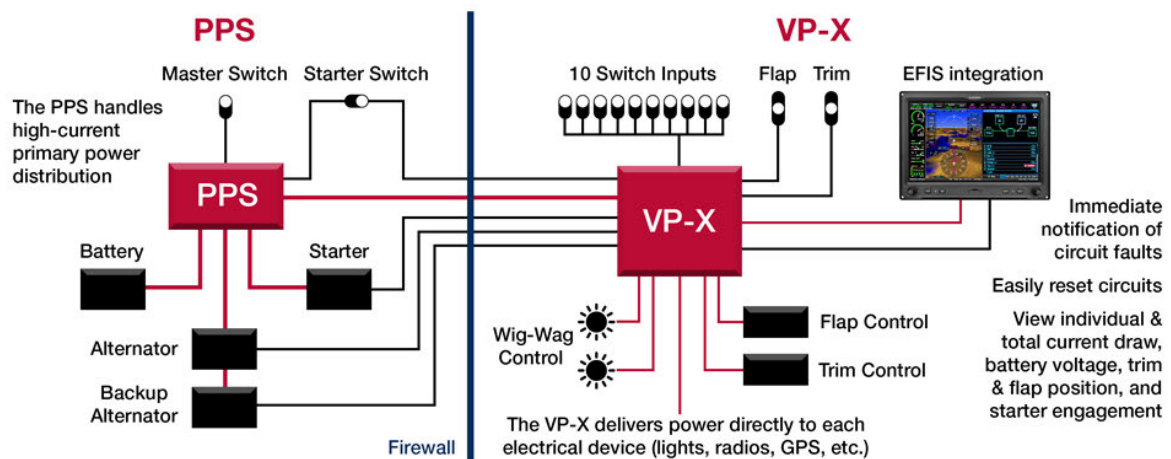 PPS
VP-X
Master Switch
Starter Switch
10 Switch Inputs
Flap
Trim
EFIS integration
The PPS handles
high-current
primary power
distribution
PPS
VP-X
Battery
Starter
Alternator
Backup
Alternator
Firewall
Wig-Wag
Control
Flap Control
Trim Control
The VP-X delivers power directly to each
electrical device (lights, radios, GPS, etc.)
Immediate
notification of
circuit faults
Easily reset circuits
View individual &
total current draw,
battery voltage, trim
& flap position, and
starter engagement